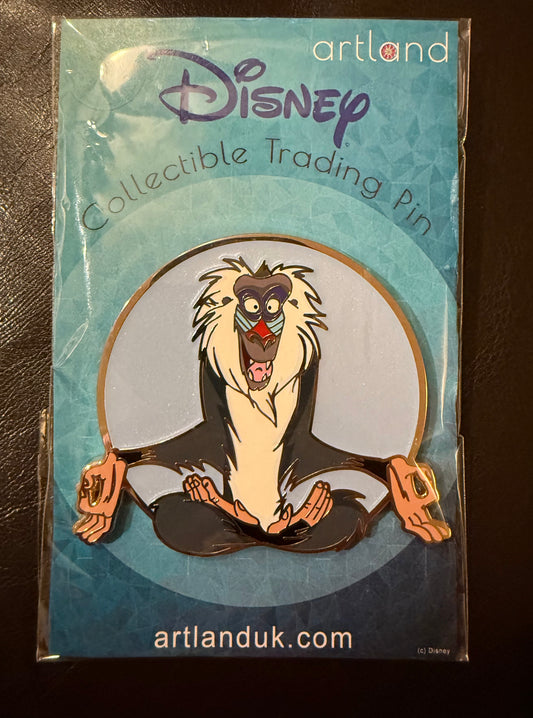 artland
Disney
Collectible Trading Pin
artlanduk.com
(c) Disney